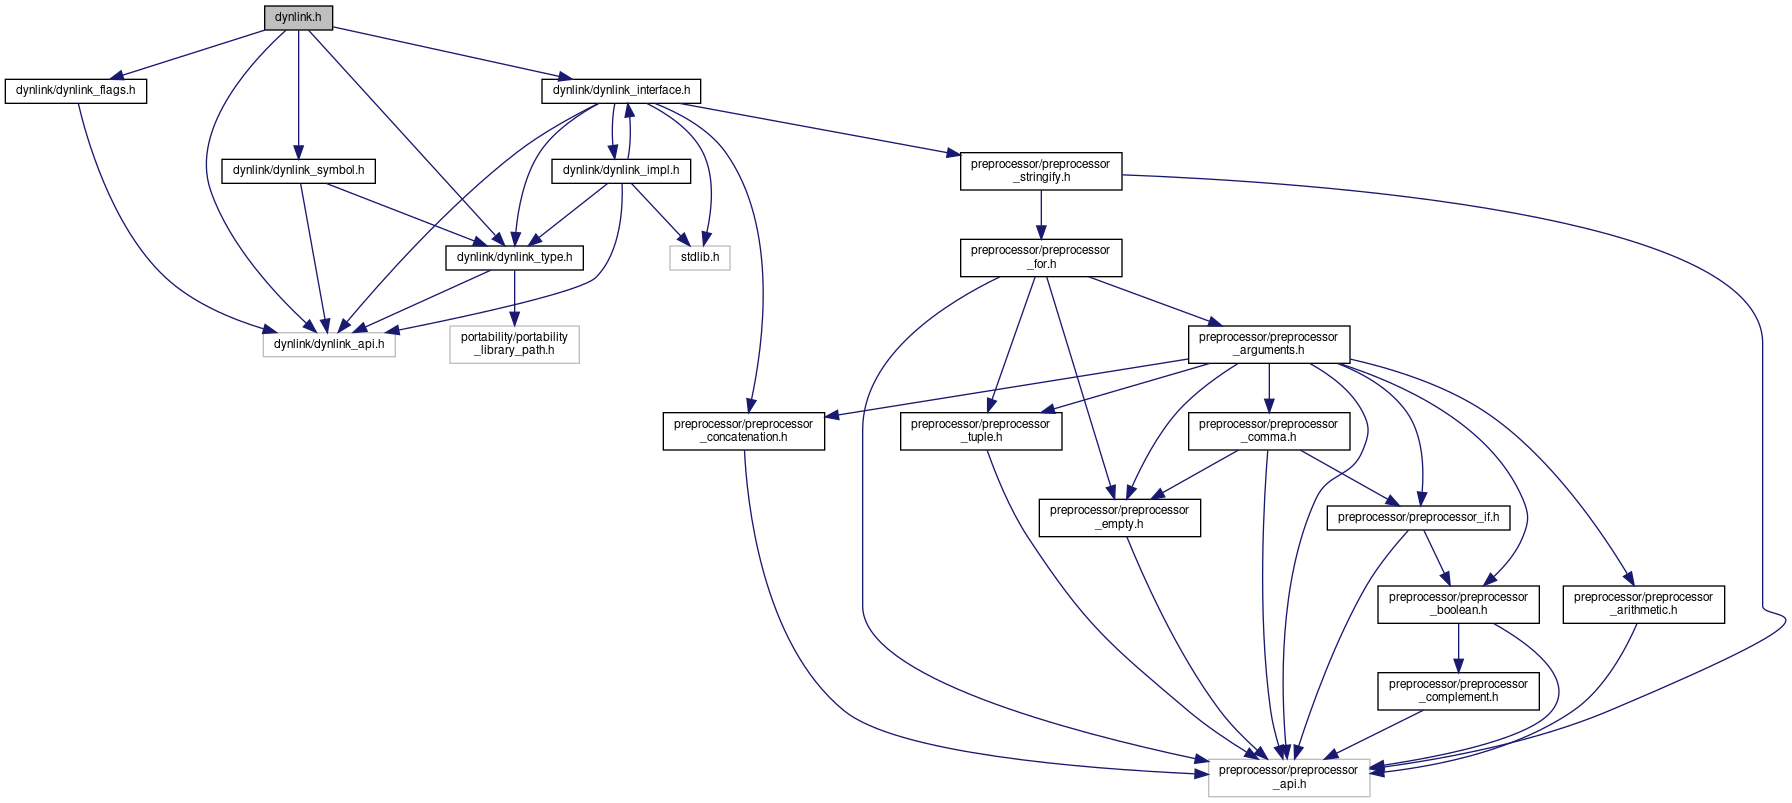 dynlink.h
dynlink/dynlink_flags.h
dynlink/dynlink_interface.h
dynlink/dynlink_symbol.h
dynlink/dynlink_impl.h
preprocessor/preprocessor
_stringify.h
dynlink/dynlink_type.h
stdlib.h
preprocessor/preprocessor
_for.h
dynlink/dynlink_api.h
portability/portability
_library_path.h
preprocessor/preprocessor
_arguments.h
preprocessor/preprocessor
_concatenation.h
preprocessor/preprocessor
_tuple.h
preprocessor/preprocessor
_comma.h
preprocessor/preprocessor
_empty.h
preprocessor/preprocessor_if.h
preprocessor/preprocessor
_boolean.h
preprocessor/preprocessor
_arithmetic.h
preprocessor/preprocessor
_complement.h
preprocessor/preprocessor
_api.h